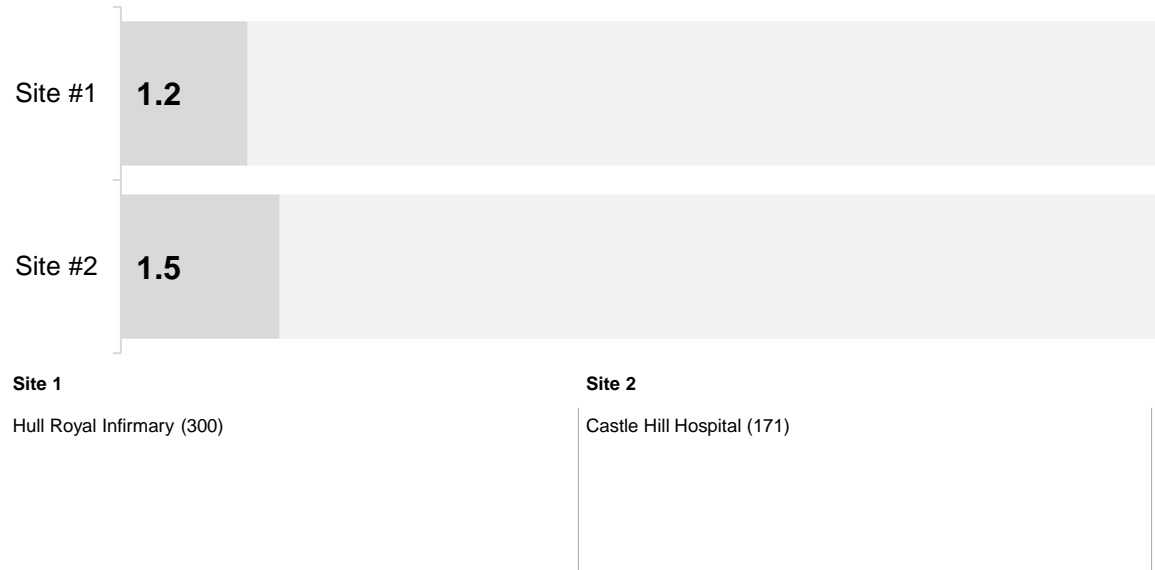 Site #1 1.2
Site #2 1.5
Site 1
Hull Royal Infirmary (300)
Site 2
Castle Hill Hospital (171)